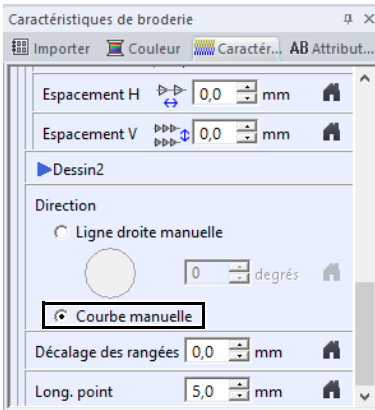 Caractéristiques de broderie
Importer Couleur Caractér... AB Attribut...
Espacement H 0,0 mm
Espacement V 0,0 mm
Dessin2
Direction
Ligne droite manuelle
0 degrés
Courbe manuelle
Décalage des rangées 0,0 mm
Long. point 5,0 mm